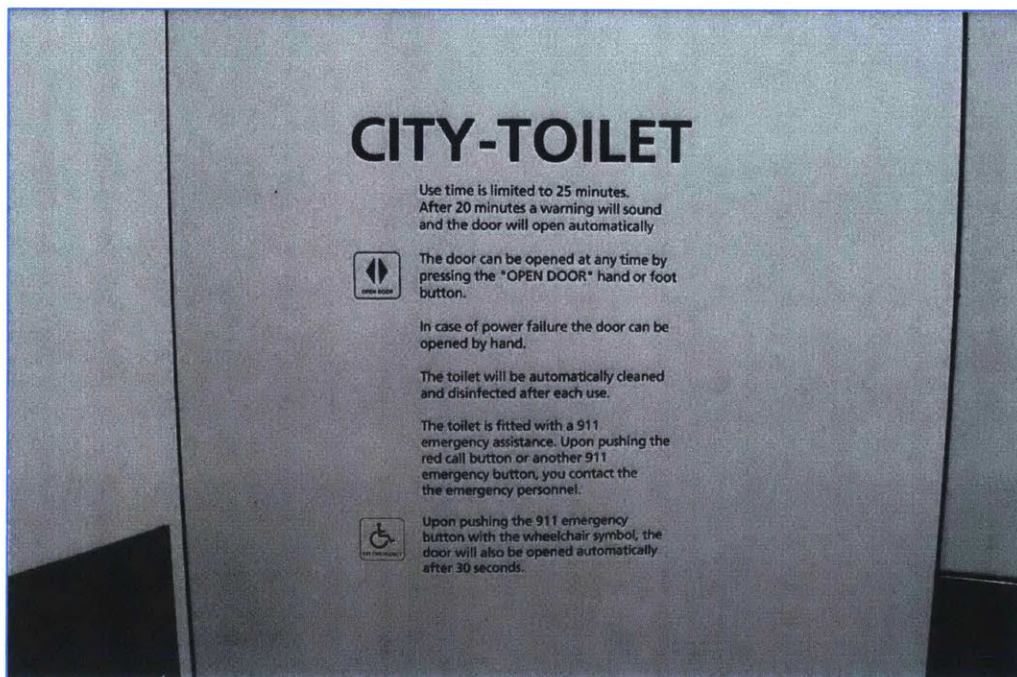 CITY-TOILET
Use time is limited to 25 minutes.
After 20 minutes a warning will sound
and the door will open automatically
The door can be opened at any time by
pressing the "OPEN DOOR" hand or foot
button.
OPEN DOOR
In case of power failure the door can be
opened by hand.
The toilet will be automatically cleaned
and disinfected after each use.
The toilet is fitted with a 911
emergency assistance. Upon pushing the
red call button or another 911
emergency button, you contact the
the emergency personnel.
Upon pushing the 911 emergency
button with the wheelchair symbol, the
door will also be opened automatically
after 30 seconds.
EMERGENCY